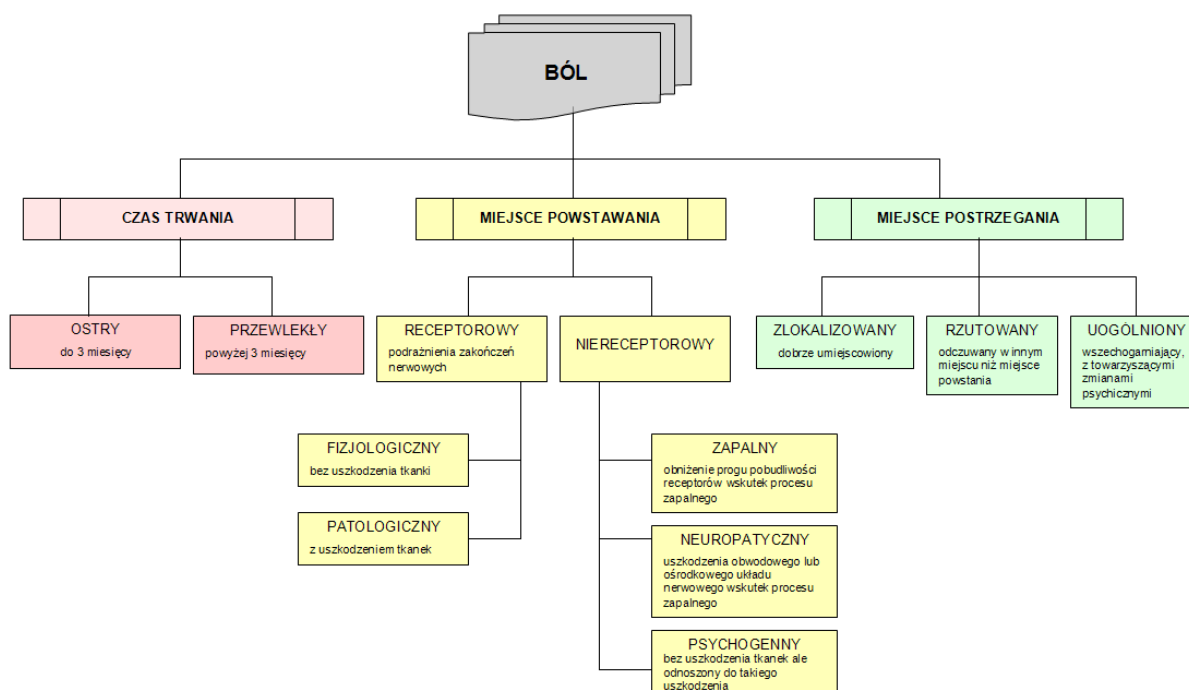 BÓL
CZAS TRWANIA
MIEJSCE POWSTAWANIA
MIEJSCE POSTRZEGANIA
OSTRY
do 3 miesięcy
PRZEWLEKŁY
powyżej 3 miesięcy
RECEPTOROWY
podrażnienia zakończeń
nerwowych
NIERECEPTOROWY
ZLOKALIZOWANY
dobrze umiejscowiony
RZUTOWANY
odczuwany w innym
miejscu niż miejsce
powstania
UOGÓLNIONY
wszechogarniający,
z towarzyszącymi
zmianami
psychicznymi
FIZJOLOGICZNY
bez uszkodzenia tkanki
PATOLOGICZNY
z uszkodzeniem tkanek
ZAPALNY
obniżenie progu pobudliwości
receptorów wskutek procesu
zapalnego
NEUROPATYCZNY
uszkodzenia obwodowego lub
ośrodkowego układu
nerwowego wskutek procesu
zapalnego
PSYCHOGENNY
bez uszkodzenia tkanek ale
odnoszony do takiego
uszkodzenia